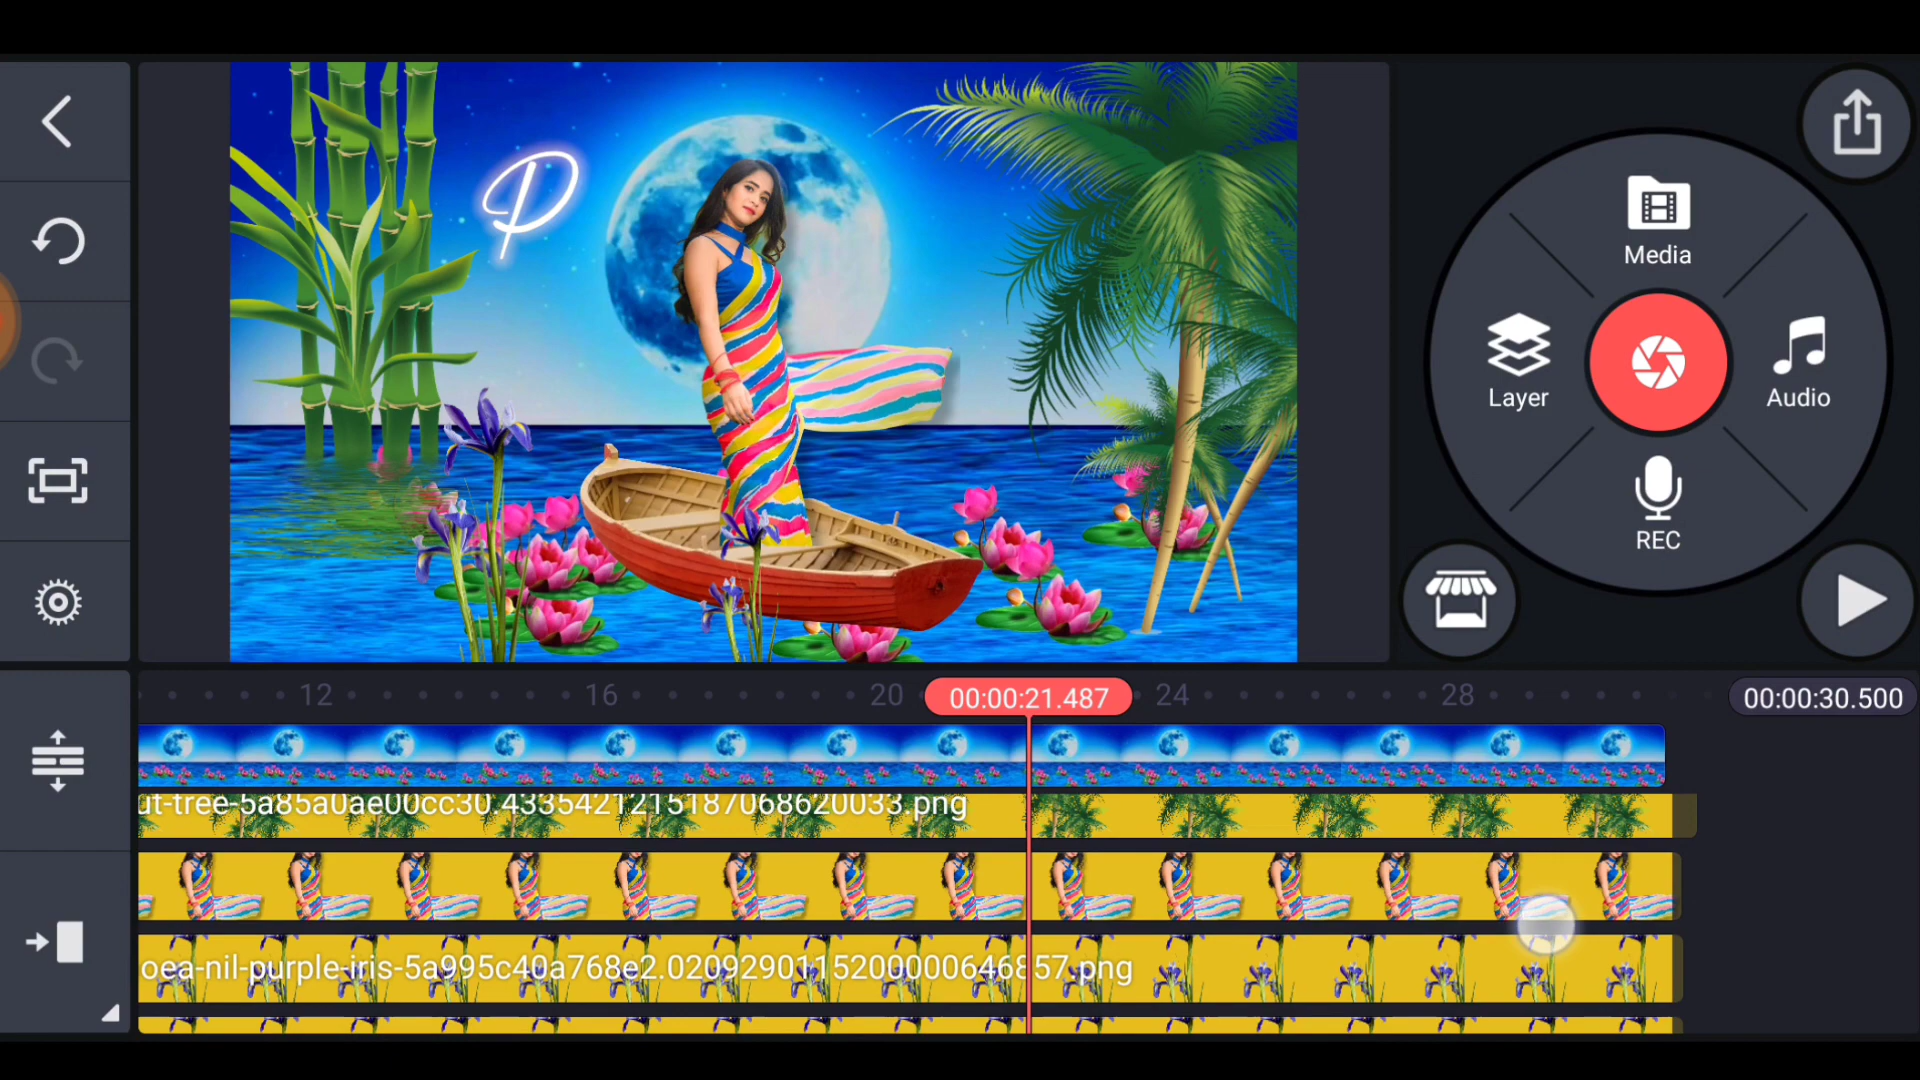 P
Media
Layer
Audio
REC
12
16
20
00:00:21.487
24
28
00:00:30.500
ut-tree-5a85a0ae00cc30.4335421215187068620033.png
oea-nil-purple-iris-5a995c40a768e2.0209290115200000646857.png